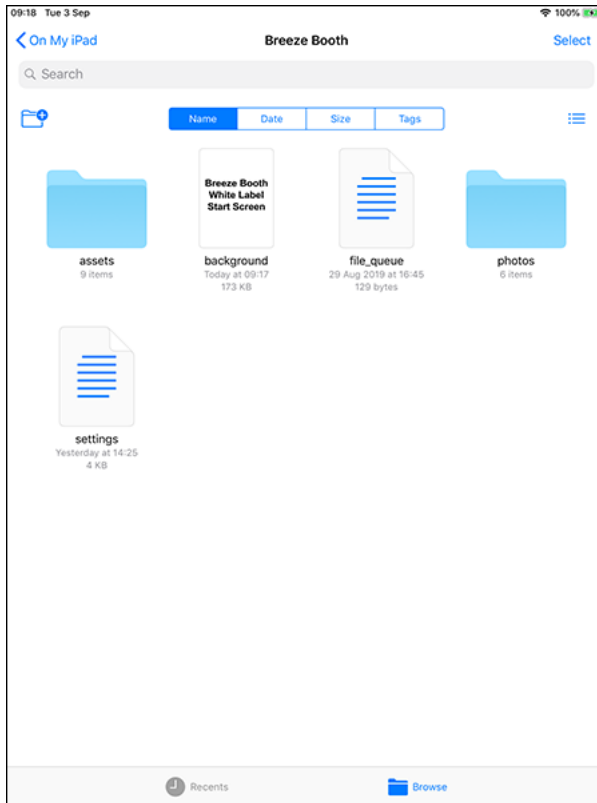 09:18 Tue 3 Sep
100%
On My iPad
Breeze Booth
Select
Search
Name
Date
Size
Tags
Breeze Booth
White Label
Start Screen
assets
9 items
background
Today at 09:17
173 KB
file_queue
29 Aug 2019 at 16:45
129 bytes
photos
6 items
settings
Yesterday at 14:25
4 KB
Recents
Browse